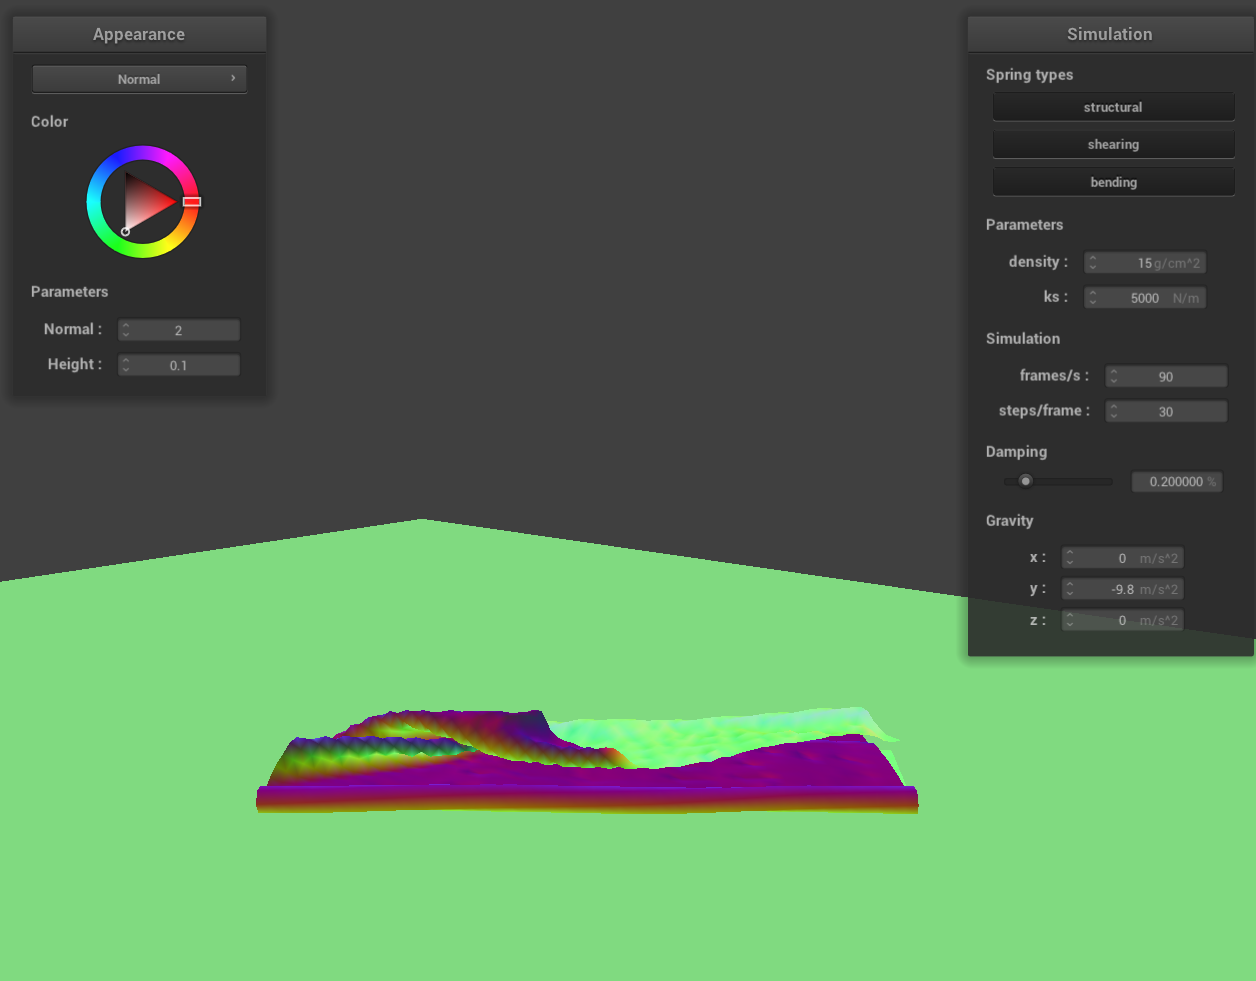 Appearance
Normal
Color
Parameters
Normal : 2
Height : 0.1
Simulation
Spring types
structural
shearing
bending
Parameters
density : 15 g/cm^2
ks : 5000 N/m
Simulation
frames/s : 90
steps/frame : 30
Damping
0.200000 %
Gravity
x : 0 m/s^2
y : -9.8 m/s^2
z : 0 m/s^2